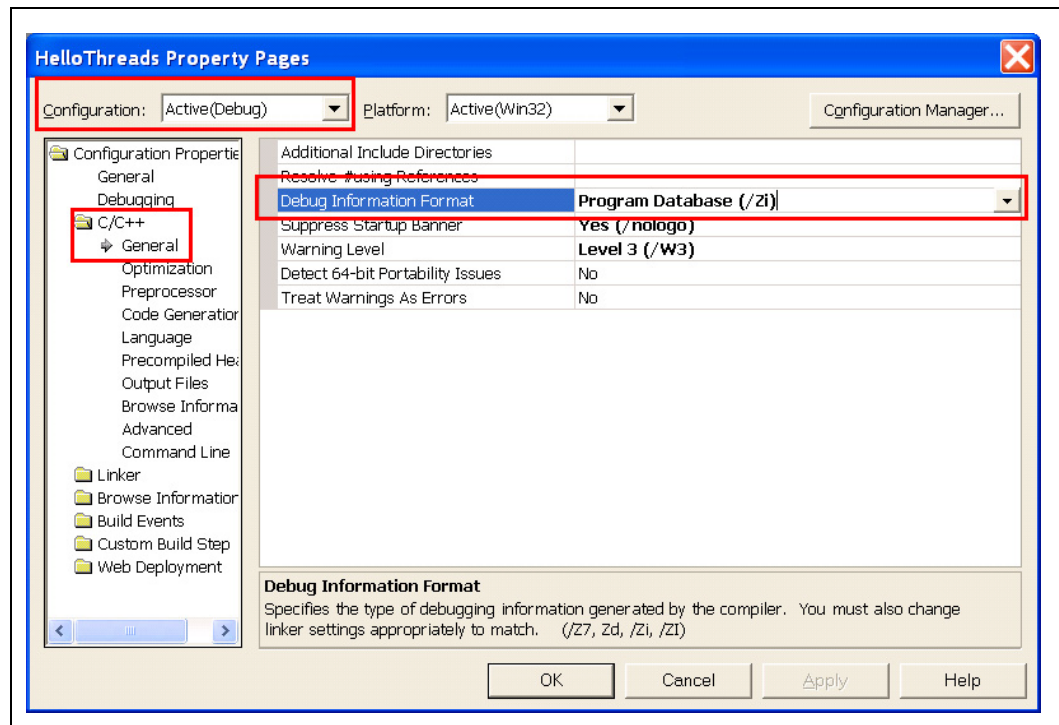 HelloThreads Property Pages
Configuration: Active(Debug) Platform: Active(Win32) Configuration Manager...
Configuration Propertie
General
Debugging
C/C++
General
Optimization
Preprocessor
Code Generation
Language
Precompiled Hea
Output Files
Browse Informa
Advanced
Command Line
Linker
Browse Information
Build Events
Custom Build Step
Web Deployment
Additional Include Directories
Resolve #using References
Debug Information Format Program Database (/Zi)
Suppress Startup Banner Yes (/nologo)
Warning Level Level 3 (/W3)
Detect 64-bit Portability Issues No
Treat Warnings As Errors No
Debug Information Format
Specifies the type of debugging information generated by the compiler. You must also change
linker settings appropriately to match. (/Z7, Zd, /Zi, /ZI)
OK Cancel Apply Help